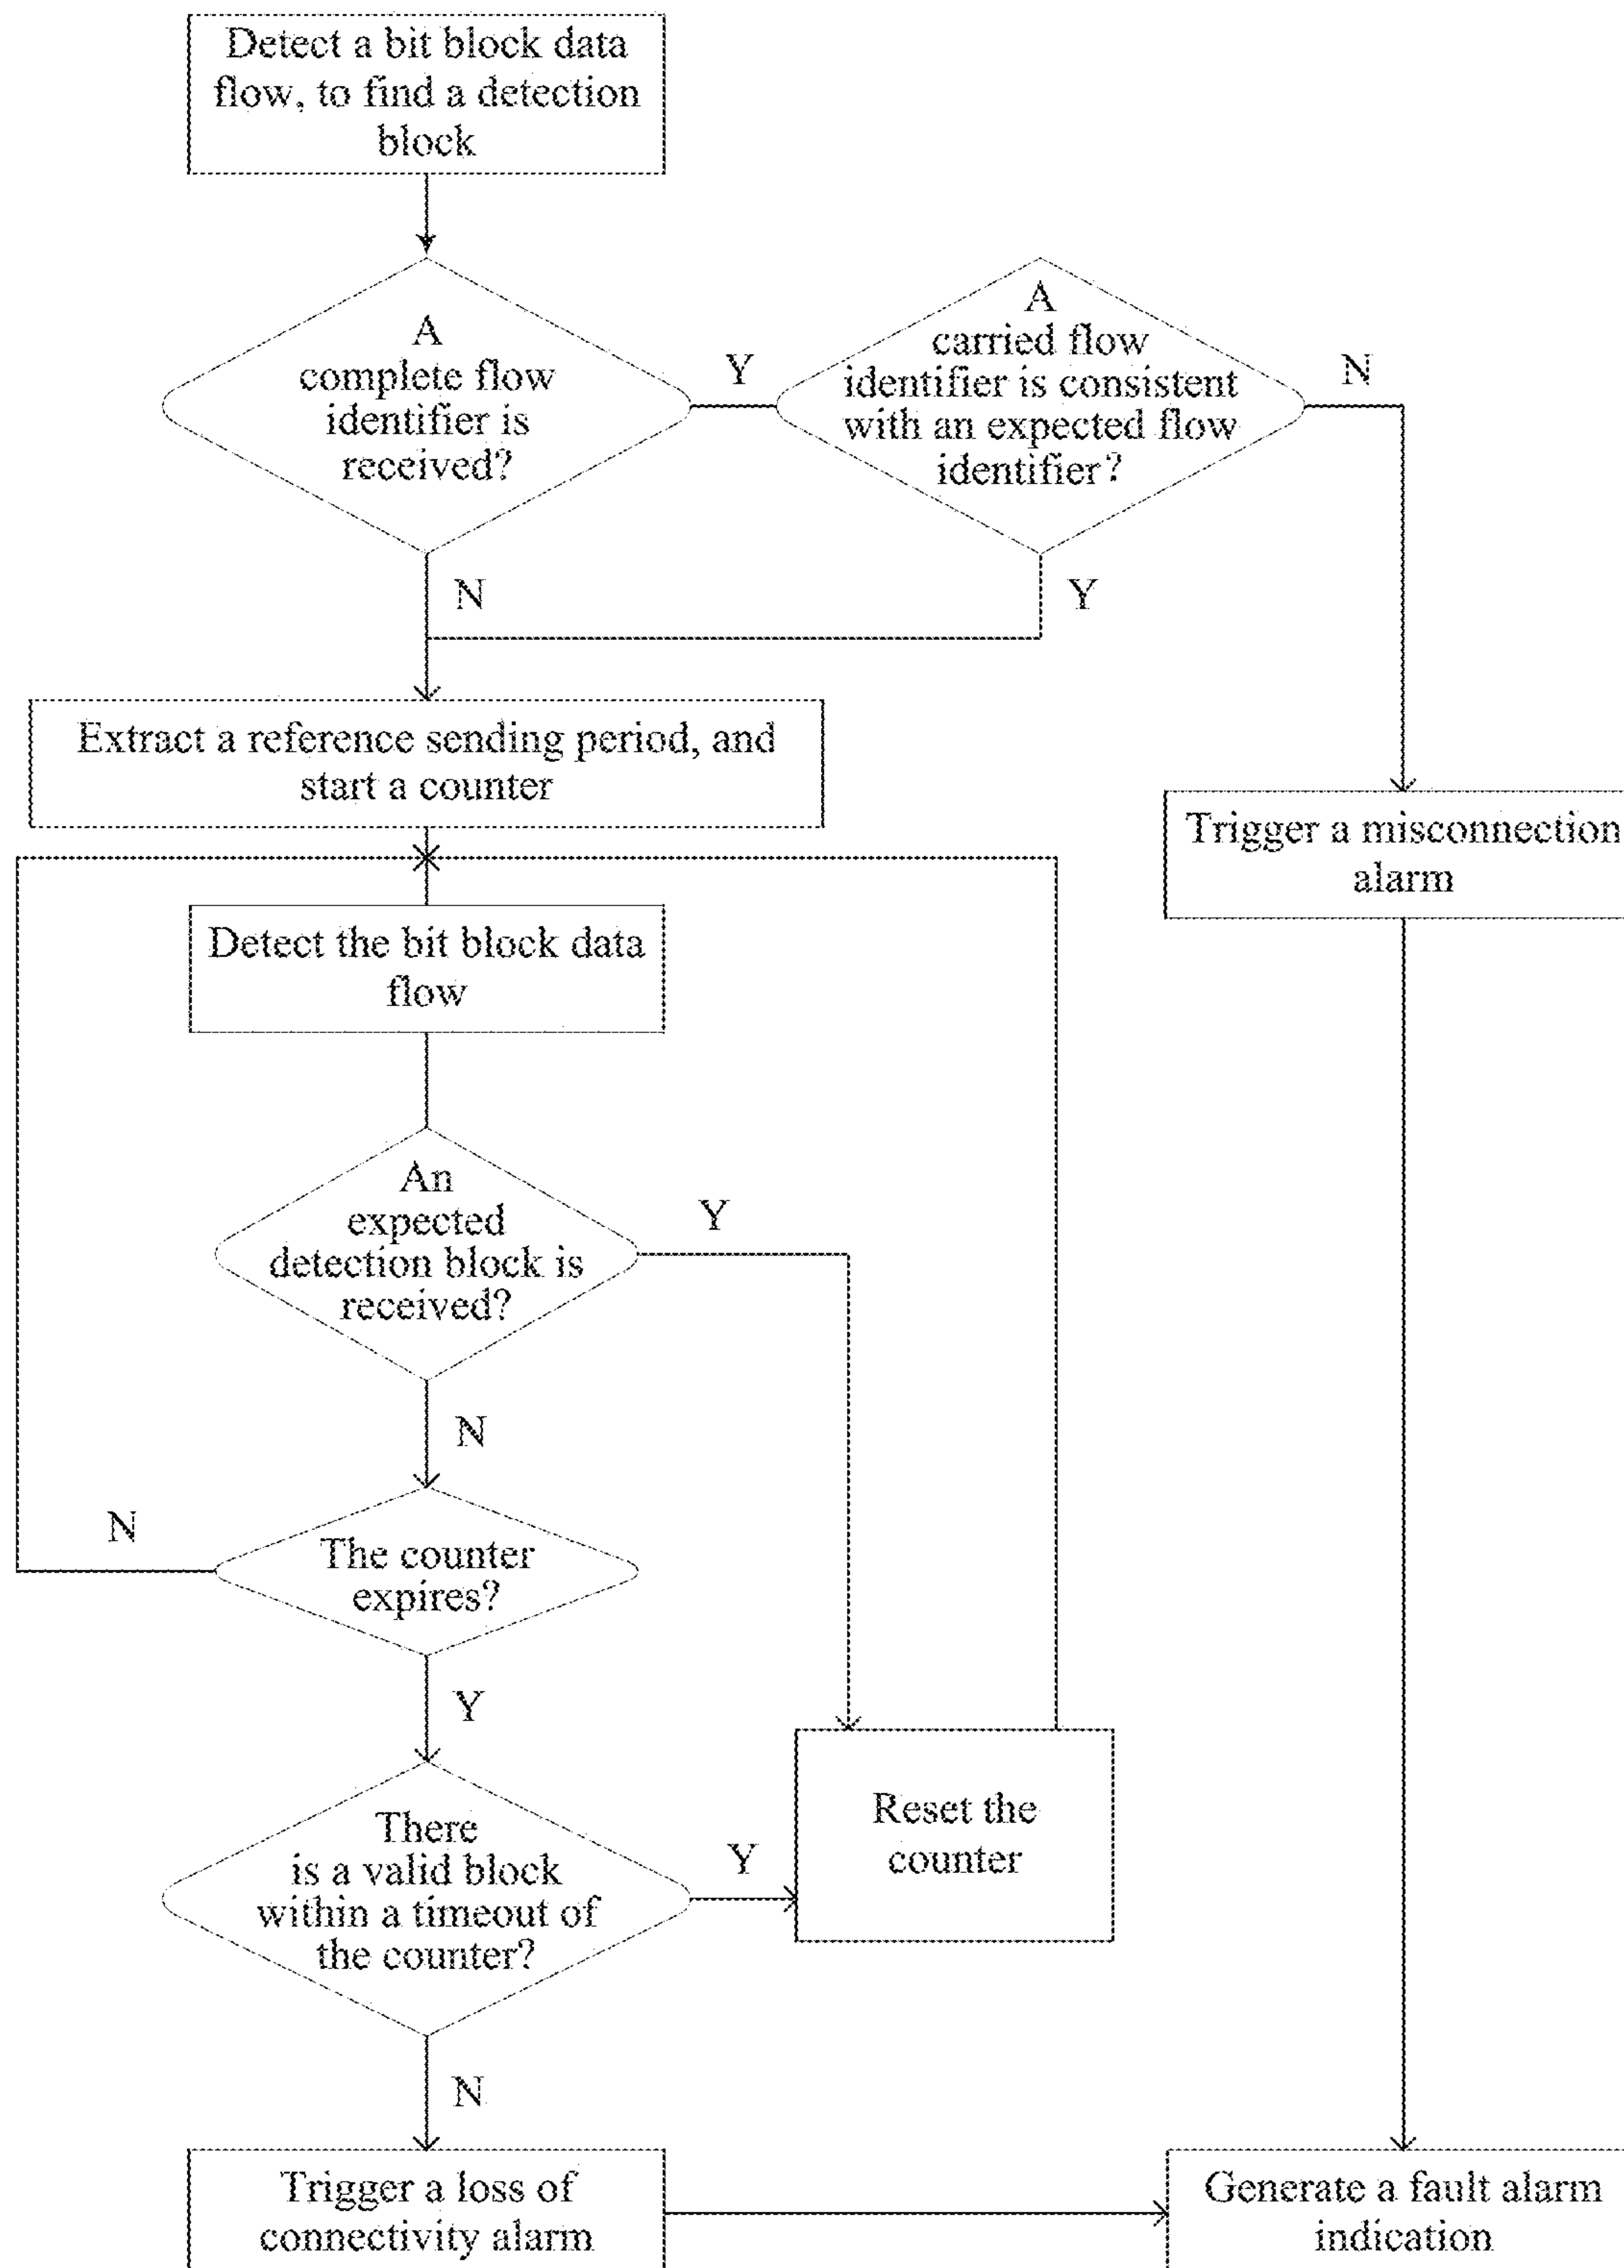 Detect a bit block data
flow, to find a detection
block
A
complete flow
identifier is
received?
Y
A
carried flow
identifier is consistent
with an expected flow
identifier?
N
N
Y
Extract a reference sending period, and
start a counter
Trigger a misconnection
alarm
Detect the bit block data
flow
An
expected
detection block is
received?
Y
N
N
The counter
expires?
Y
There
is a valid block
within a timeout of
the counter?
Y
Reset the
counter
N
Trigger a loss of
connectivity alarm
Generate a fault alarm
indication